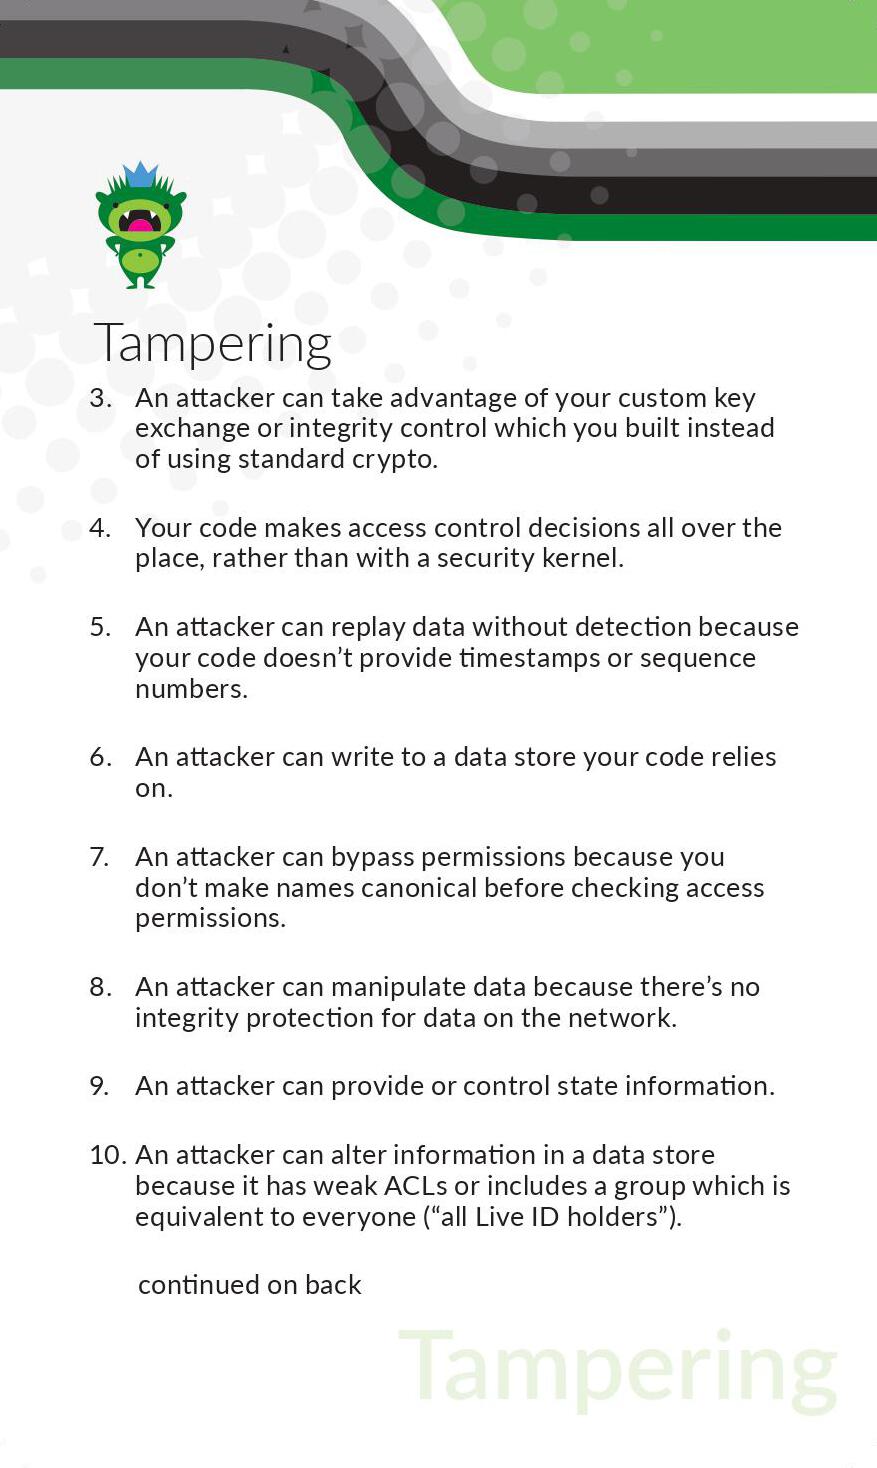 Tampering
3. An attacker can take advantage of your custom key
exchange or integrity control which you built instead
of using standard crypto.
4. Your code makes access control decisions all over the
place, rather than with a security kernel.
5. An attacker can replay data without detection because
your code doesn’t provide timestamps or sequence
numbers.
6. An attacker can write to a data store your code relies
on.
7. An attacker can bypass permissions because you
don’t make names canonical before checking access
permissions.
8. An attacker can manipulate data because there’s no
integrity protection for data on the network.
9. An attacker can provide or control state information.
10. An attacker can alter information in a data store
because it has weak ACLs or includes a group which is
equivalent to everyone (“all Live ID holders”).
continued on back
Tampering